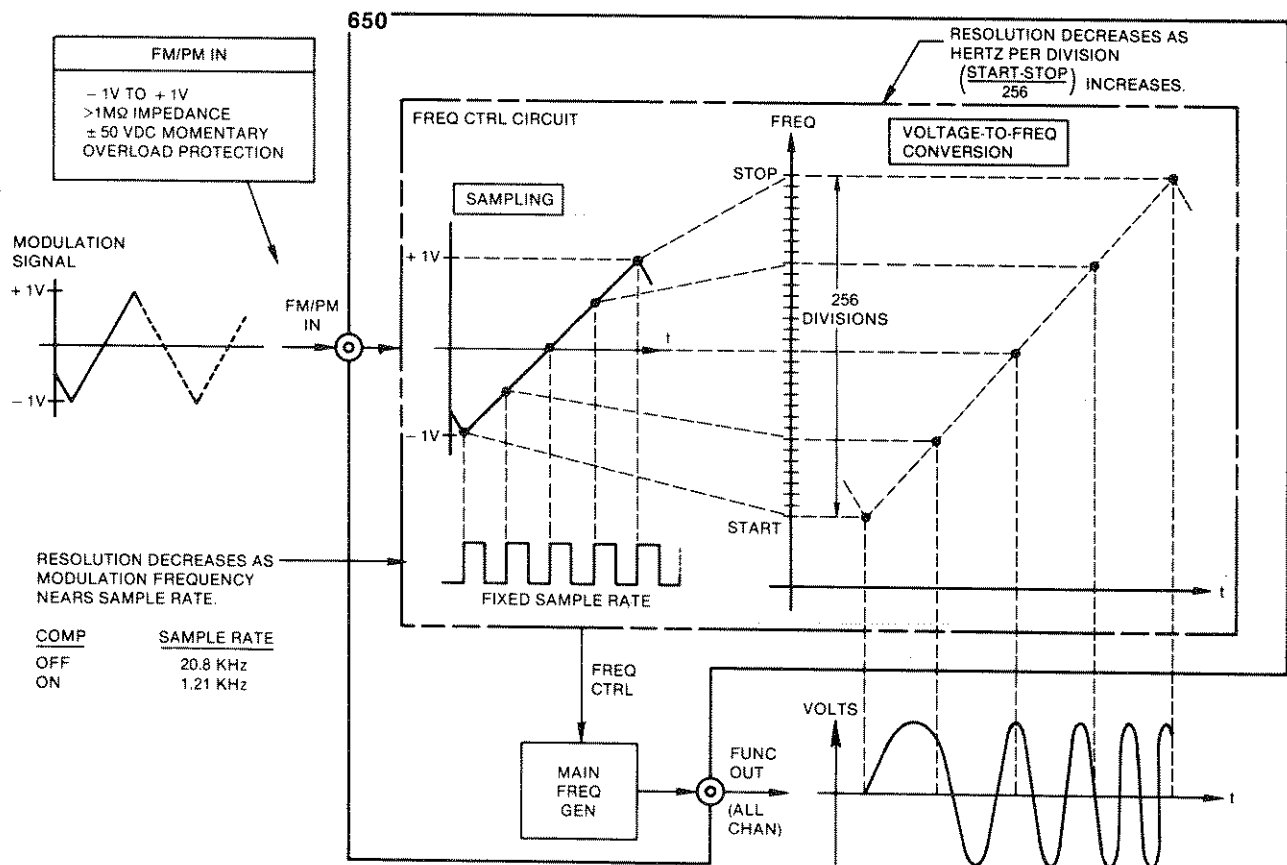 650
FM/PM IN
– 1V TO + 1V
>1MΩ IMPEDANCE
± 50 VDC MOMENTARY
OVERLOAD PROTECTION
RESOLUTION DECREASES AS
HERTZ PER DIVISION
(START-STOP/256) INCREASES.
FREQ CTRL CIRCUIT
FREQ
VOLTAGE-TO-FREQ
CONVERSION
STOP
SAMPLING
MODULATION
SIGNAL
+ 1V
– 1V
FM/PM
IN
+ 1V
t
– 1V
256
DIVISIONS
START
t
FIXED SAMPLE RATE
RESOLUTION DECREASES AS
MODULATION FREQUENCY
NEARS SAMPLE RATE.
COMP SAMPLE RATE
OFF 20.8 KHz
ON 1.21 KHz
FREQ
CTRL
MAIN
FREQ
GEN
FUNC
OUT
(ALL
CHAN)
VOLTS
t